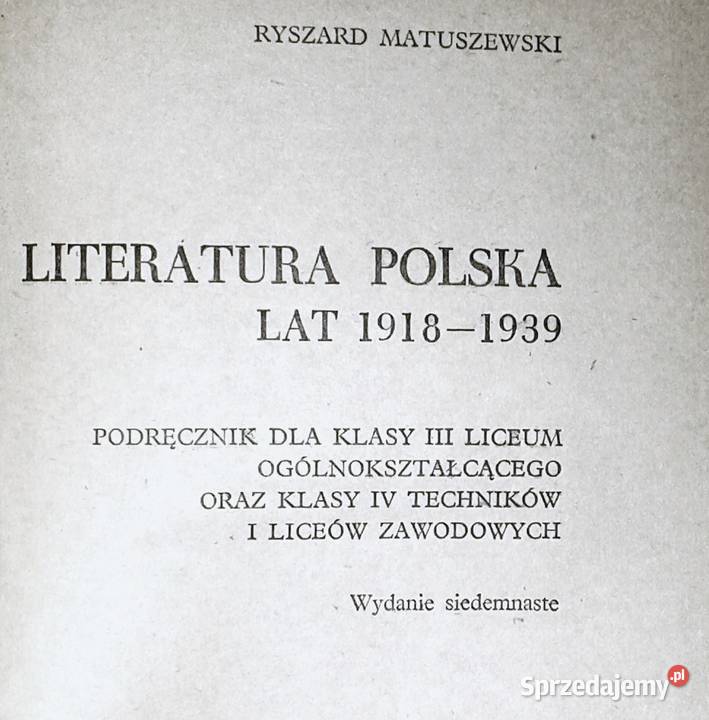 RYSZARD MATUSZEWSKI
LITERATURA POLSKA
LAT 1918–1939
PODRĘCZNIK DLA KLASY III LICEUM
OGÓLNOKSZTAŁCĄCEGO
ORAZ KLASY IV TECHNIKÓW
I LICEÓW ZAWODOWYCH
Wydanie siedemnaste
Sprzedajemy.pl